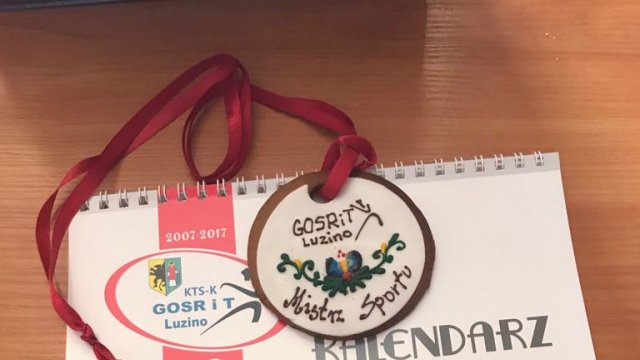 GOSRiT
Luzino
Mistrz Sportu
2007-2017
KTS-K
GOSR i T
Luzino
KALENDARZ